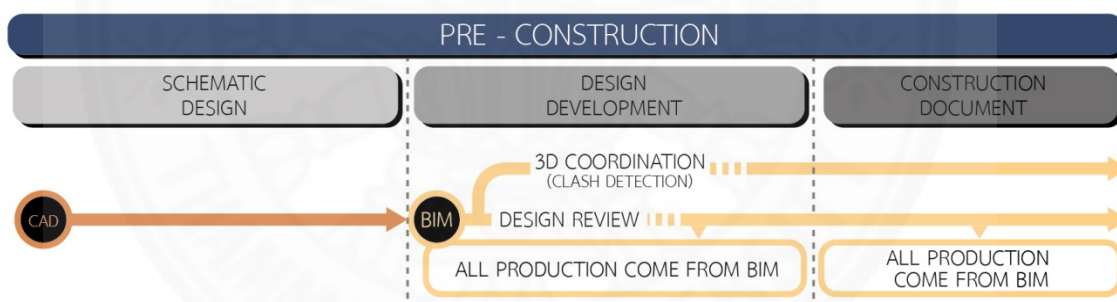 PRE - CONSTRUCTION
SCHEMATIC
DESIGN
DESIGN
DEVELOPMENT
CONSTRUCTION
DOCUMENT
3D COORDINATION
(CLASH DETECTION)
CAD
BIM
DESIGN REVIEW
ALL PRODUCTION COME FROM BIM
ALL PRODUCTION
COME FROM BIM